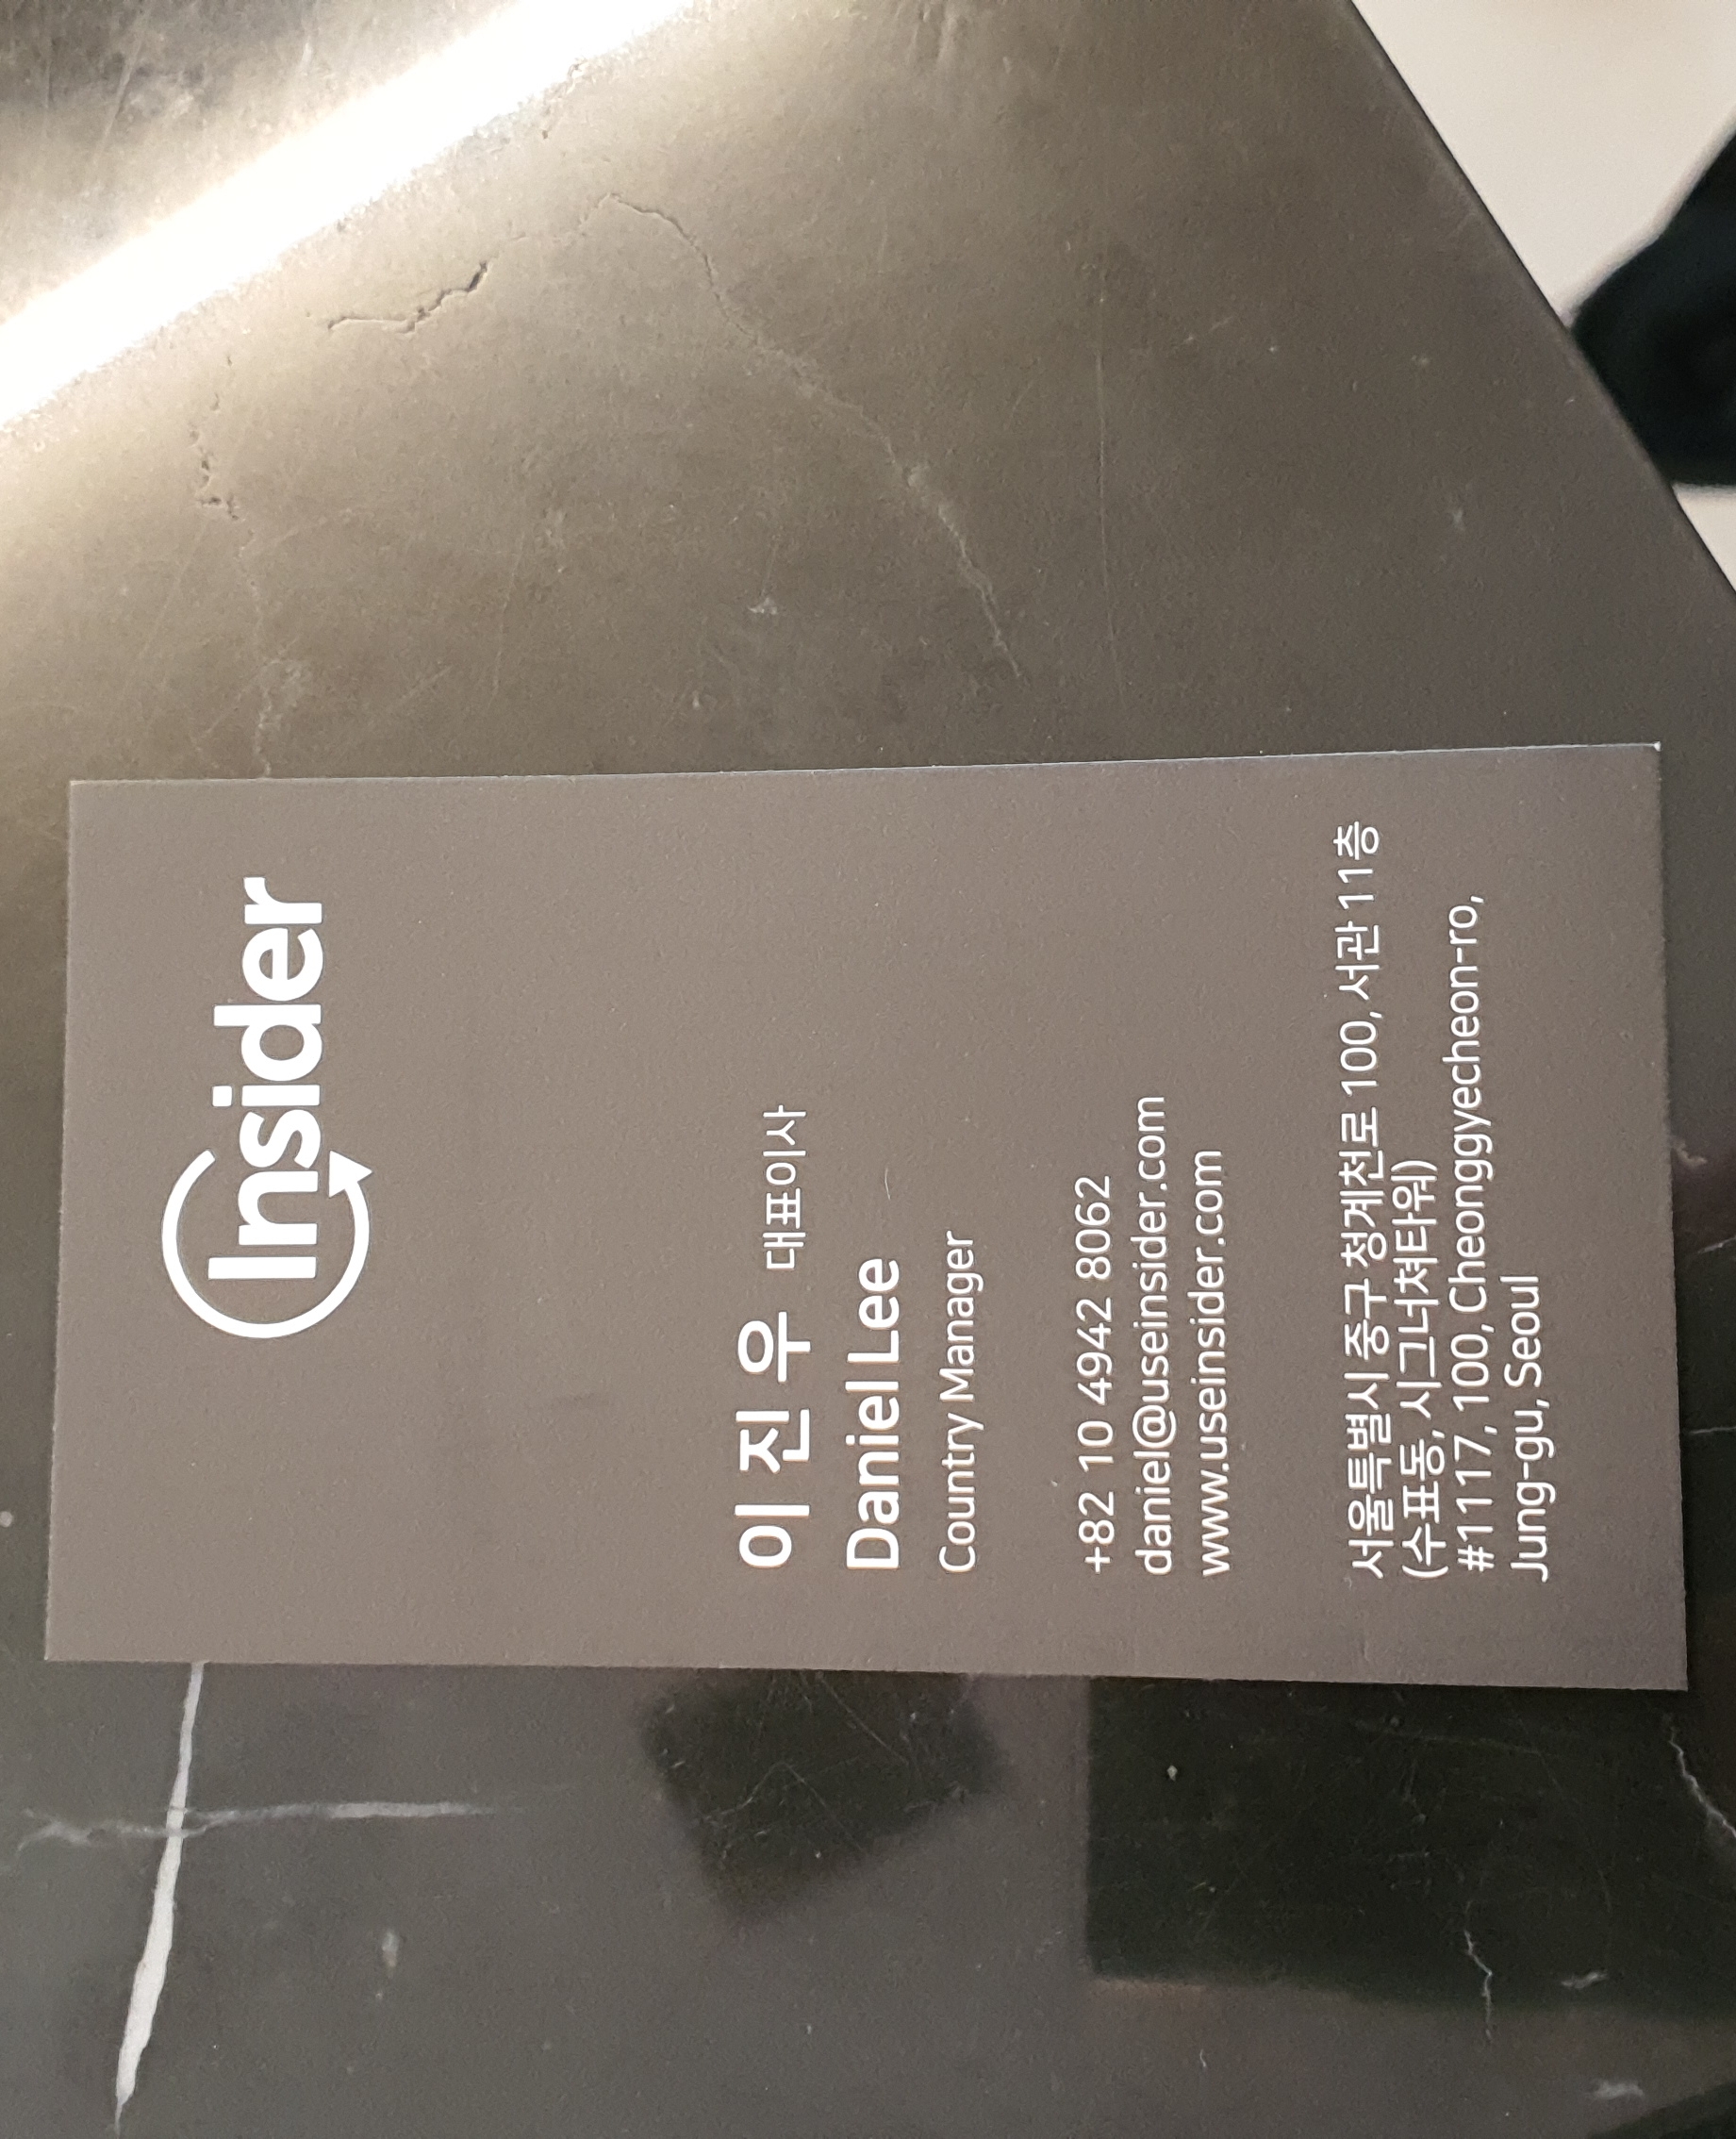 Insider
이진우 대표이사
Daniel Lee
Country Manager
+82 10 4942 8062
daniel@useinsider.com
www.useinsider.com
서울특별시 중구 청계천로 100, 서관 11층
(수표동, 시그너쳐타워)
#1117, 100, Cheonggyecheon-ro,
Jung-gu, Seoul